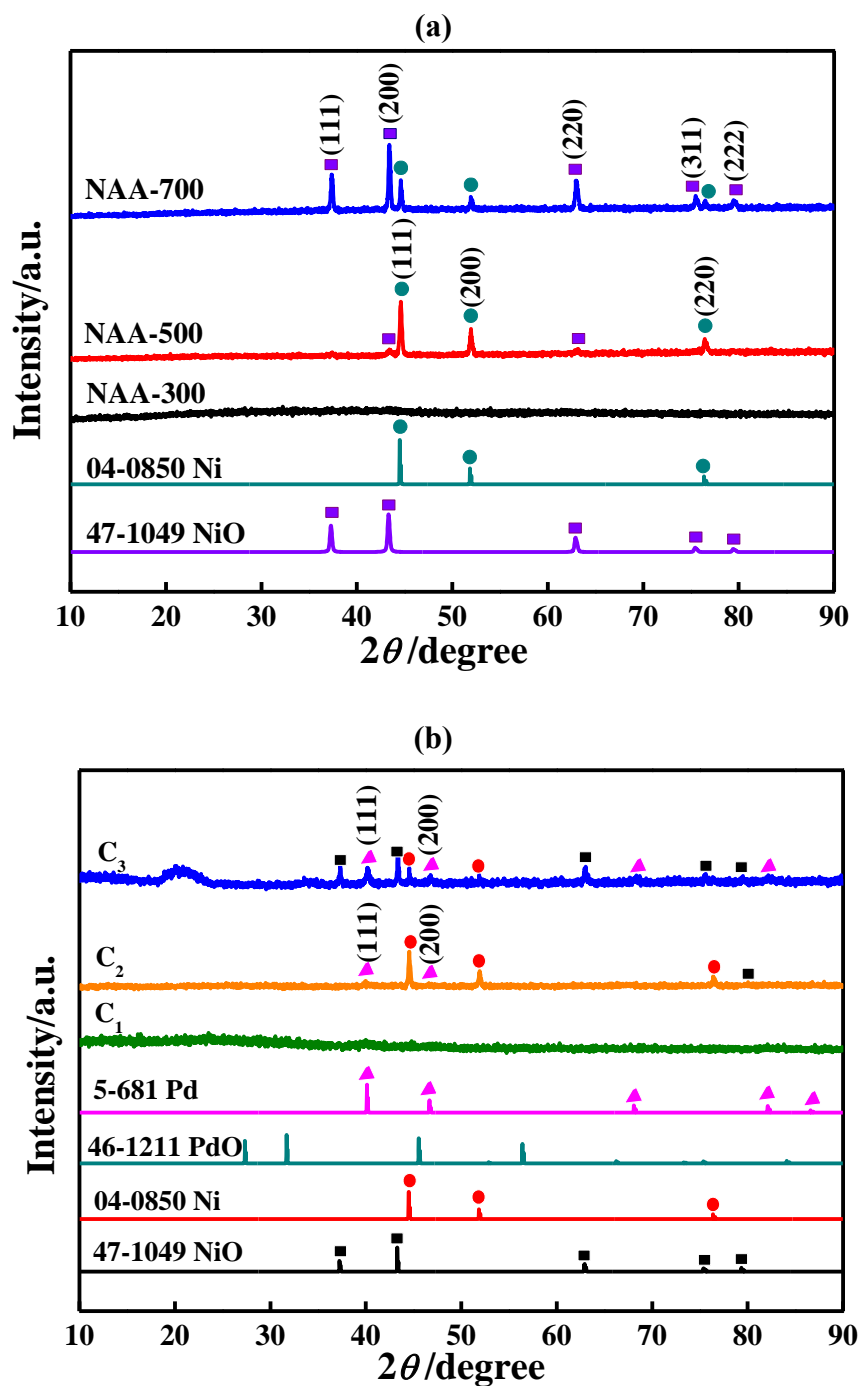 (a)
(111)
(200)
(220)
(311)
(222)
NAA-700
(111)
(200)
(220)
NAA-500
NAA-300
04-0850 Ni
47-1049 NiO
Intensity/a.u.
10 20 30 40 50 60 70 80 90
2θ/degree
(b)
(111)
(200)
C3
(111)
(200)
C2
C1
5-681 Pd
46-1211 PdO
04-0850 Ni
47-1049 NiO
Intensity/a.u.
10 20 30 40 50 60 70 80 90
2θ/degree